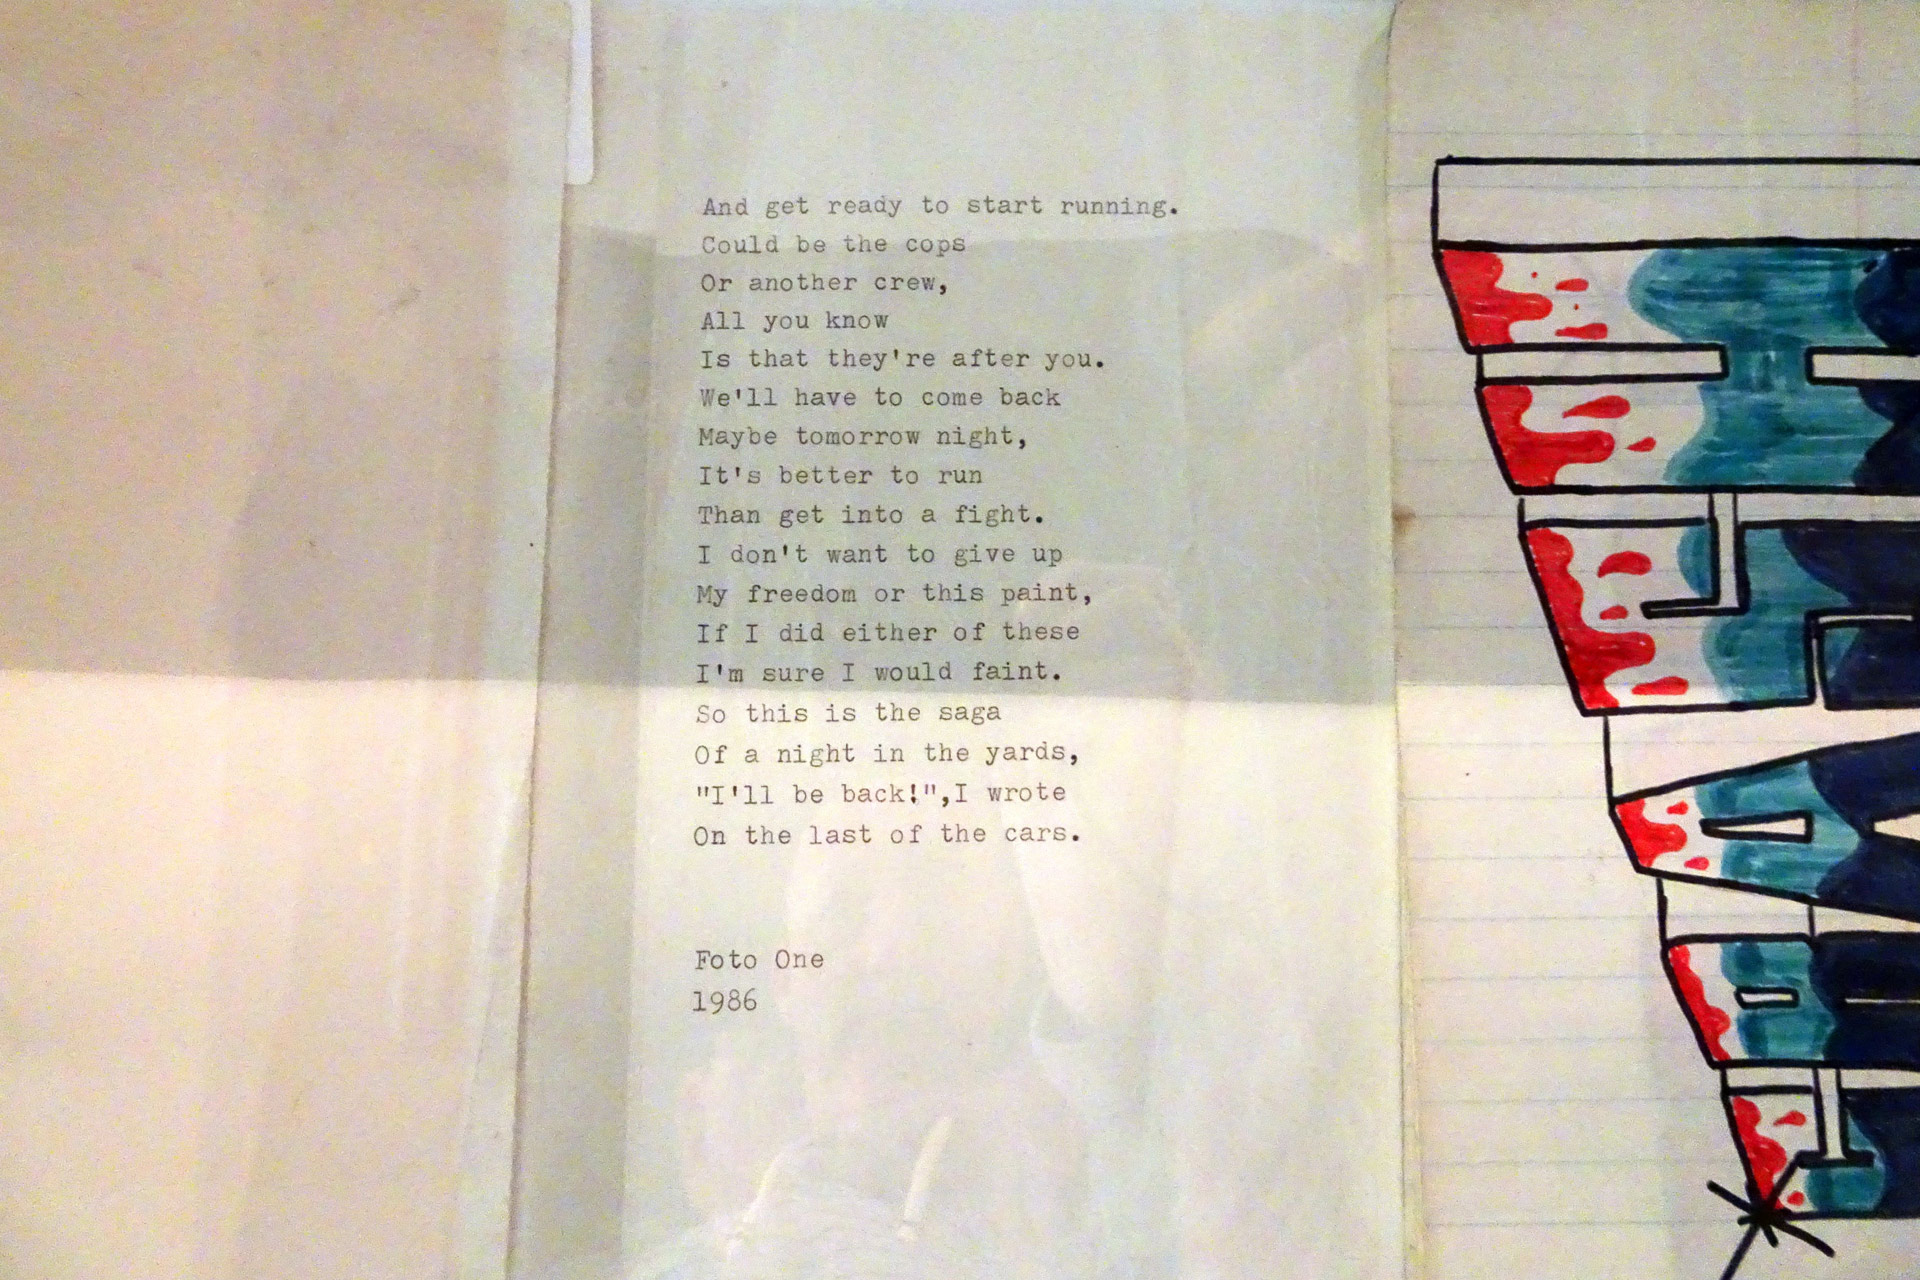 And get ready to start running.
Could be the cops
Or another crew,
All you know
Is that they're after you.
We'll have to come back
Maybe tomorrow night,
It's better to run
Than get into a fight.
I don't want to give up
My freedom or this paint,
If I did either of these
I'm sure I would faint.
So this is the saga
Of a night in the yards,
"I'll be back!",I wrote
On the last of the cars.
Foto One
1986